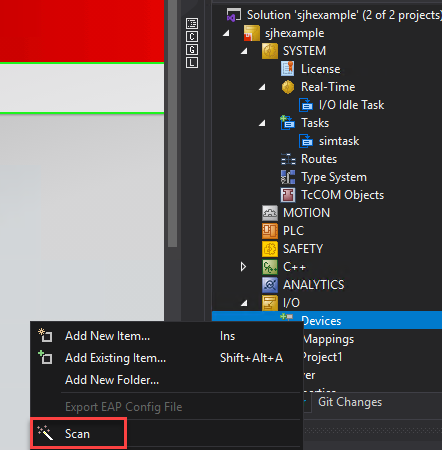 Solution 'sjhexample' (2 of 2 projects)
sjhexample
SYSTEM
License
Real-Time
I/O Idle Task
Tasks
simtask
Routes
Type System
TcCOM Objects
MOTION
PLC
SAFETY
C++
ANALYTICS
I/O
Devices
Mappings
Project1
ver
Git Changes
C
G
L
Add New Item... Ins
Add Existing Item... Shift+Alt+A
Add New Folder...
Export EAP Config File
Scan